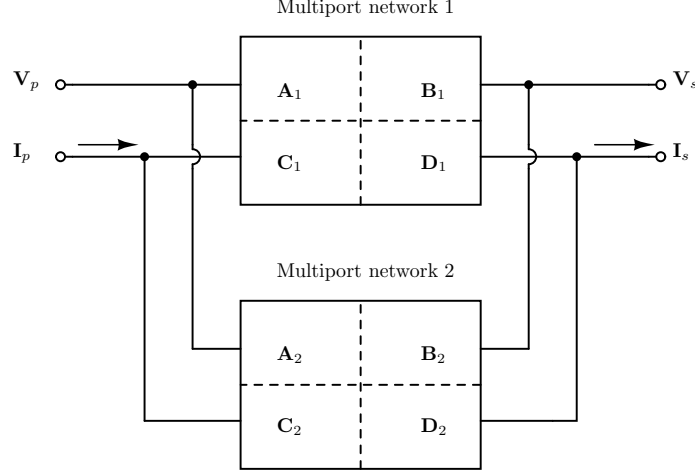 Multiport network 1
V_p A_1 B_1 V_s
I_p C_1 D_1 I_s
Multiport network 2
A_2 B_2
C_2 D_2